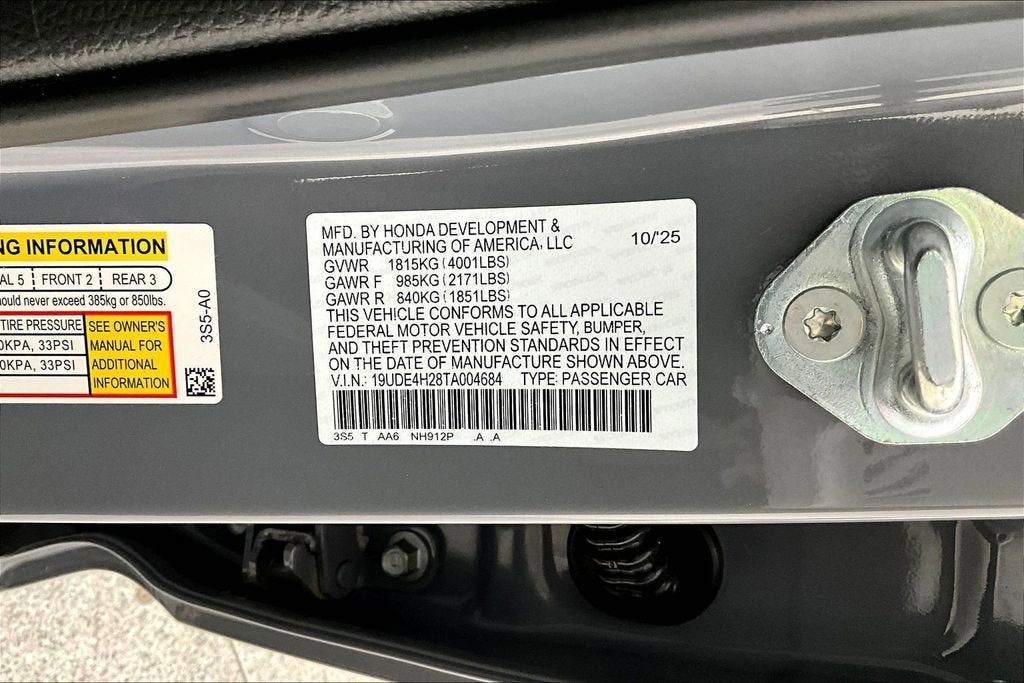 NG INFORMATION
AL 5 FRONT 2 REAR 3
ould never exceed 385kg or 850lbs.
TIRE PRESSURE
0KPA, 33PSI
0KPA, 33PSI
SEE OWNER'S
MANUAL FOR
ADDITIONAL
INFORMATION
3S5-A0
MFD. BY HONDA DEVELOPMENT &
MANUFACTURING OF AMERICA, LLC 10/'25
GVWR 1815KG (4001LBS)
GAWR F 985KG (2171LBS)
GAWR R 840KG (1851LBS)
THIS VEHICLE CONFORMS TO ALL APPLICABLE
FEDERAL MOTOR VEHICLE SAFETY, BUMPER,
AND THEFT PREVENTION STANDARDS IN EFFECT
ON THE DATE OF MANUFACTURE SHOWN ABOVE.
V.I.N.: 19UDE4H28TA004684 TYPE: PASSENGER CAR
3S5 T AA6 NH912P .A .A